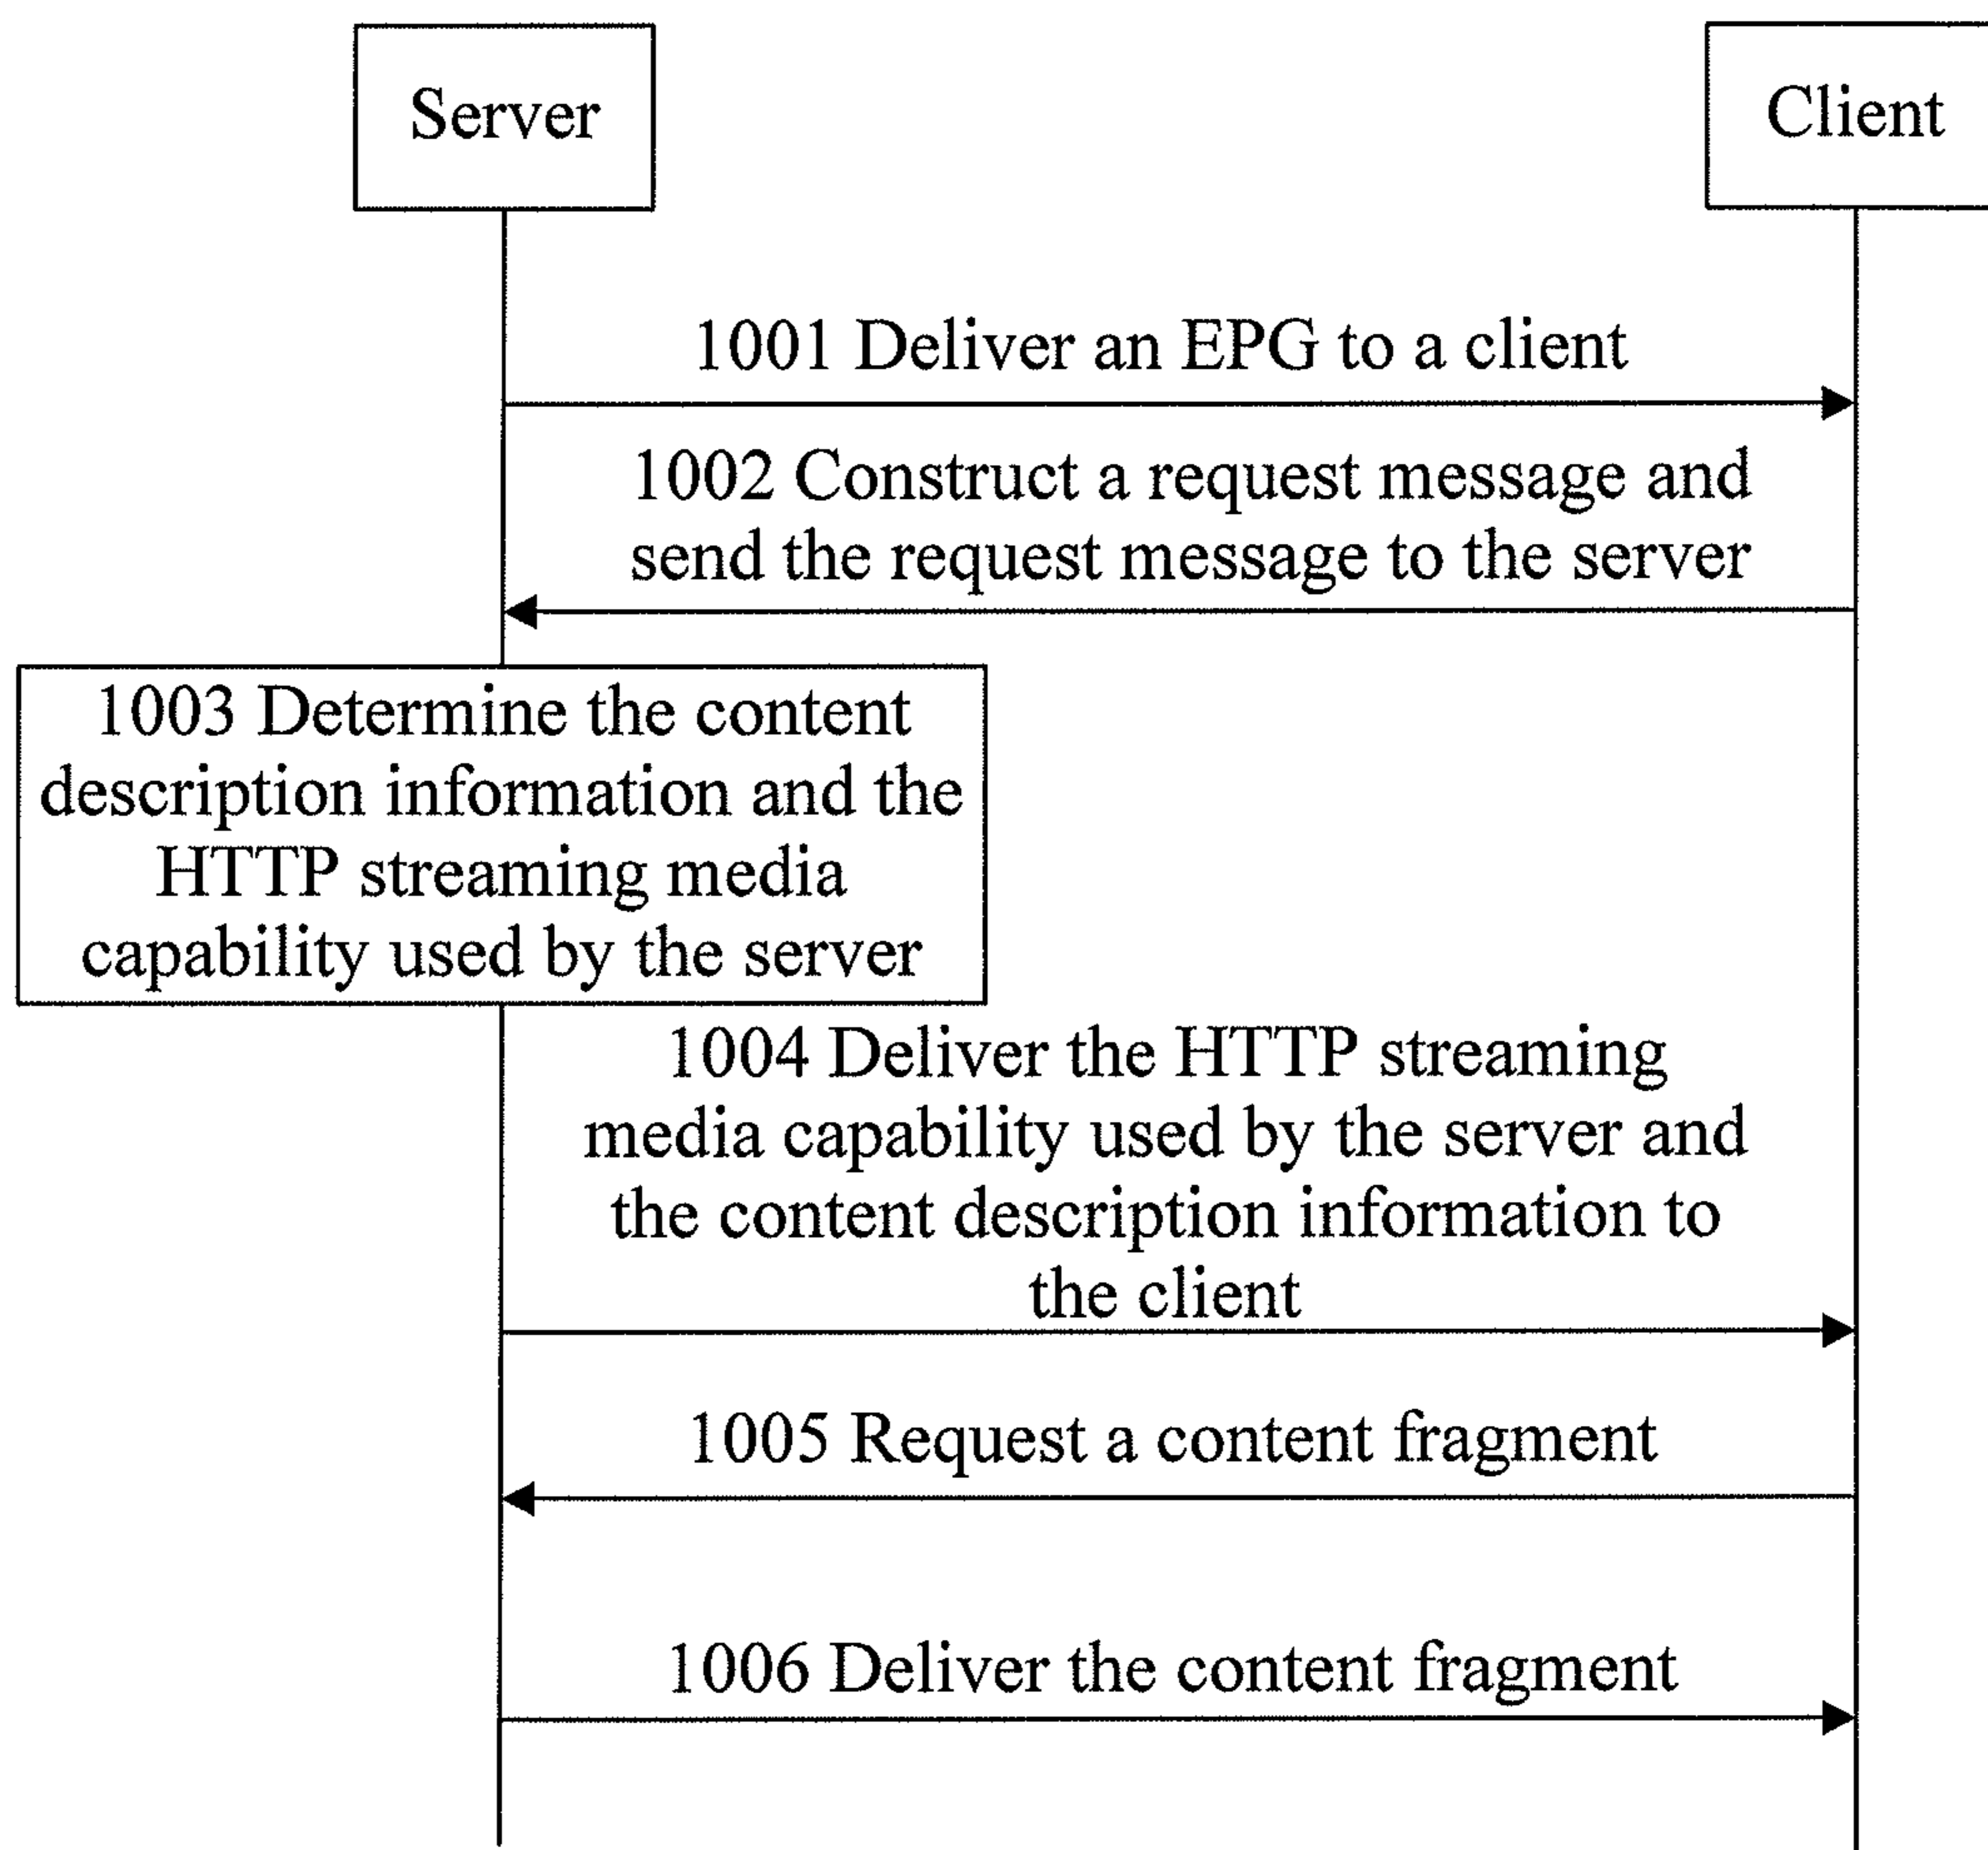 Server
Client
1001 Deliver an EPG to a client
1002 Construct a request message and
send the request message to the server
1003 Determine the content
description information and the
HTTP streaming media
capability used by the server
1004 Deliver the HTTP streaming
media capability used by the server and
the content description information to
the client
1005 Request a content fragment
1006 Deliver the content fragment